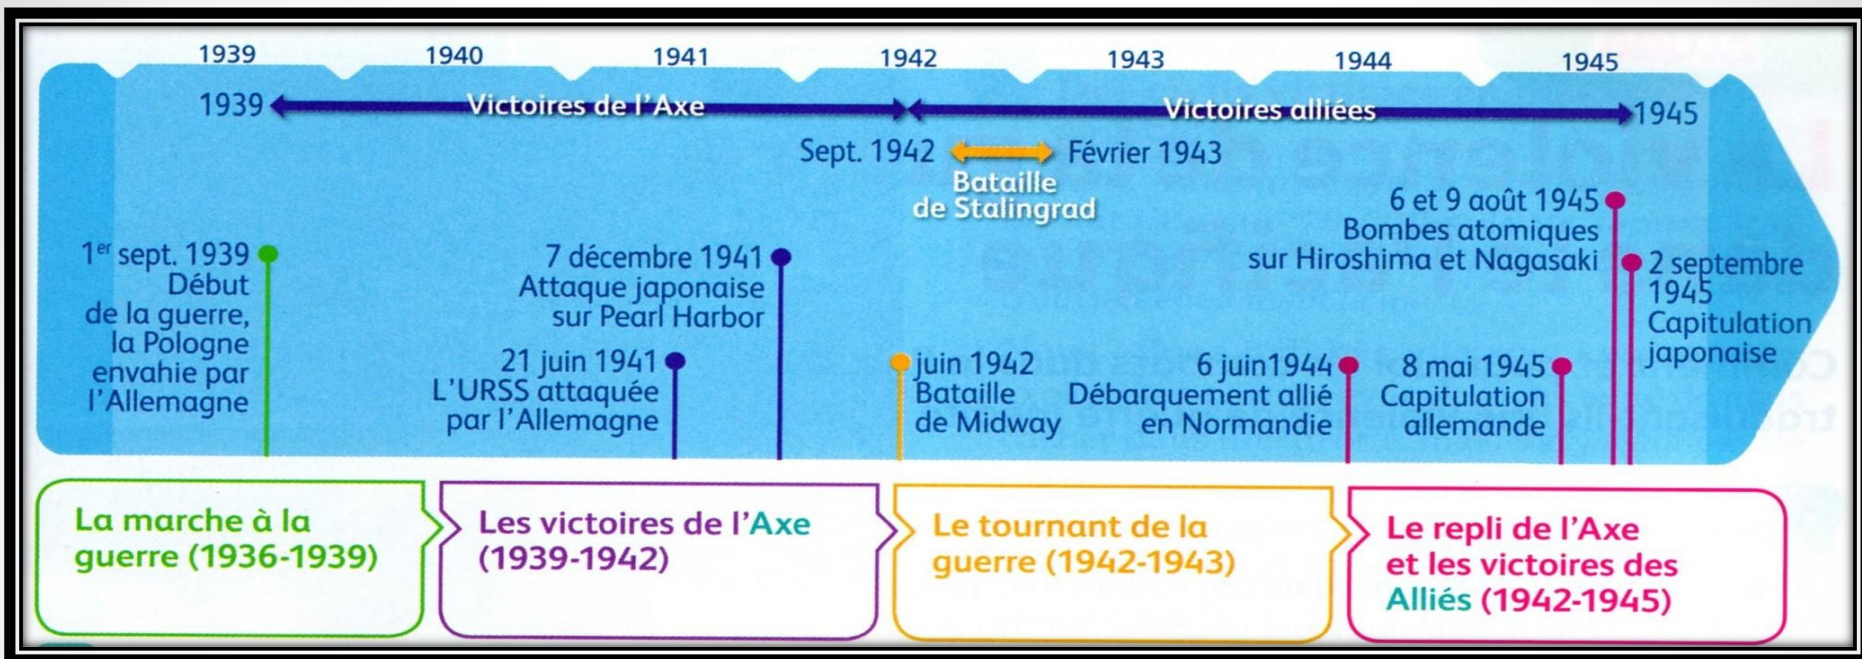 1939 1940 1941 1942 1943 1944 1945
1939 Victoires de l'Axe Victoires alliées 1945
Sept. 1942 Février 1943
Bataille
de Stalingrad
6 et 9 août 1945
Bombes atomiques
sur Hiroshima et Nagasaki
1er sept. 1939
Début
de la guerre,
la Pologne
envahie par
l'Allemagne
7 décembre 1941
Attaque japonaise
sur Pearl Harbor
2 septembre
1945
Capitulation
japonaise
21 juin 1941
L'URSS attaquée
par l'Allemagne
juin 1942
Bataille
de Midway
6 juin1944
Débarquement allié
en Normandie
8 mai 1945
Capitulation
allemande
La marche à la
guerre (1936-1939)
Les victoires de l'Axe
(1939-1942)
Le tournant de la
guerre (1942-1943)
Le repli de l'Axe
et les victoires des
Alliés (1942-1945)